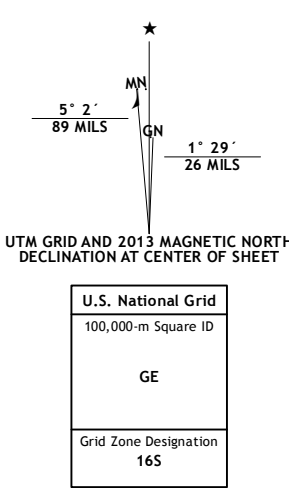 ★
MN
5° 2´
89 MILS
GN
1° 29´
26 MILS
UTM GRID AND 2013 MAGNETIC NORTH
DECLINATION AT CENTER OF SHEET
U.S. National Grid
100,000-m Square ID
GE
Grid Zone Designation
16S